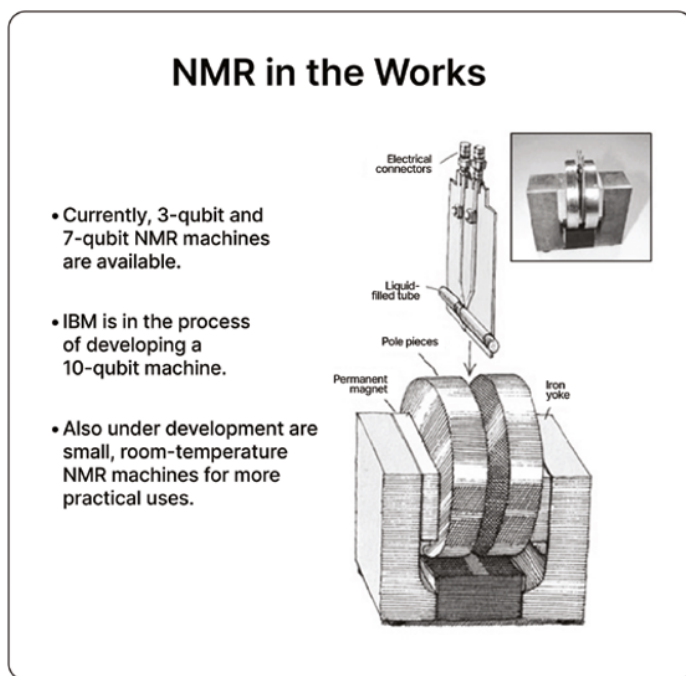 NMR in the Works
• Currently, 3-qubit and
7-qubit NMR machines
are available.
• IBM is in the process
of developing a
10-qubit machine.
• Also under development are
small, room-temperature
NMR machines for more
practical uses.
Electrical
connectors
Liquid-
filled tube
Pole pieces
Permanent
magnet
Iron
yoke